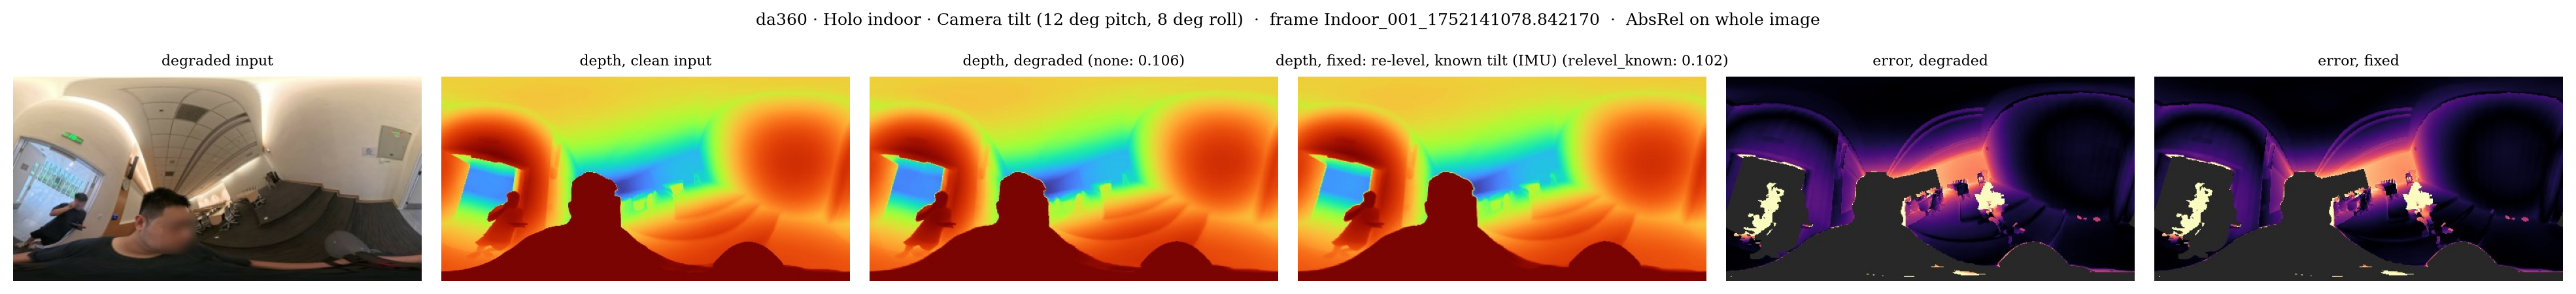 da360 · Holo indoor · Camera tilt (12 deg pitch, 8 deg roll) · frame Indoor_001_1752141078.842170 · AbsRel on whole image
degraded input
depth, clean input
depth, degraded (none: 0.106)
depth, fixed: re-level, known tilt (IMU) (relevel_known: 0.102)
error, degraded
error, fixed